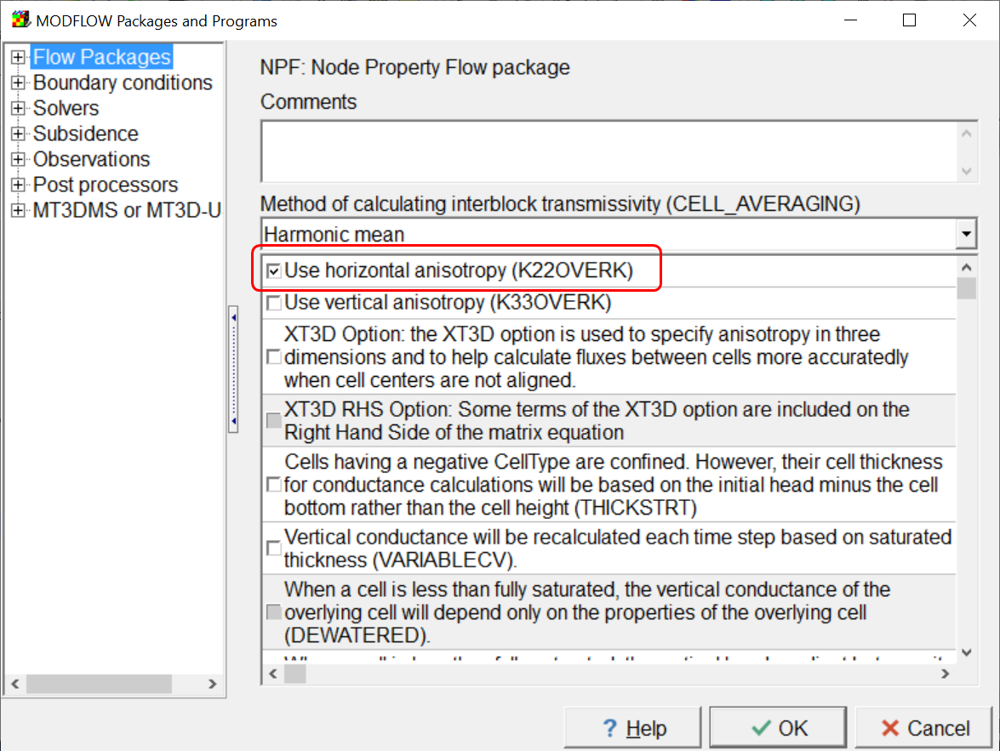 MODFLOW Packages and Programs
Flow Packages
Boundary conditions
Solvers
Subsidence
Observations
Post processors
MT3DMS or MT3D-U
NPF: Node Property Flow package
Comments
Method of calculating interblock transmissivity (CELL_AVERAGING)
Harmonic mean
Use horizontal anisotropy (K22OVERK)
Use vertical anisotropy (K33OVERK)
XT3D Option: the XT3D option is used to specify anisotropy in three
dimensions and to help calculate fluxes between cells more accuratedly
when cell centers are not aligned.
XT3D RHS Option: Some terms of the XT3D option are included on the
Right Hand Side of the matrix equation
Cells having a negative CellType are confined. However, their cell thickness
for conductance calculations will be based on the initial head minus the cell
bottom rather than the cell height (THICKSTRT)
Vertical conductance will be recalculated each time step based on saturated
thickness (VARIABLECV).
When a cell is less than fully saturated, the vertical conductance of the
overlying cell will depend only on the properties of the overlying cell
(DEWATERED).
? Help
OK
Cancel